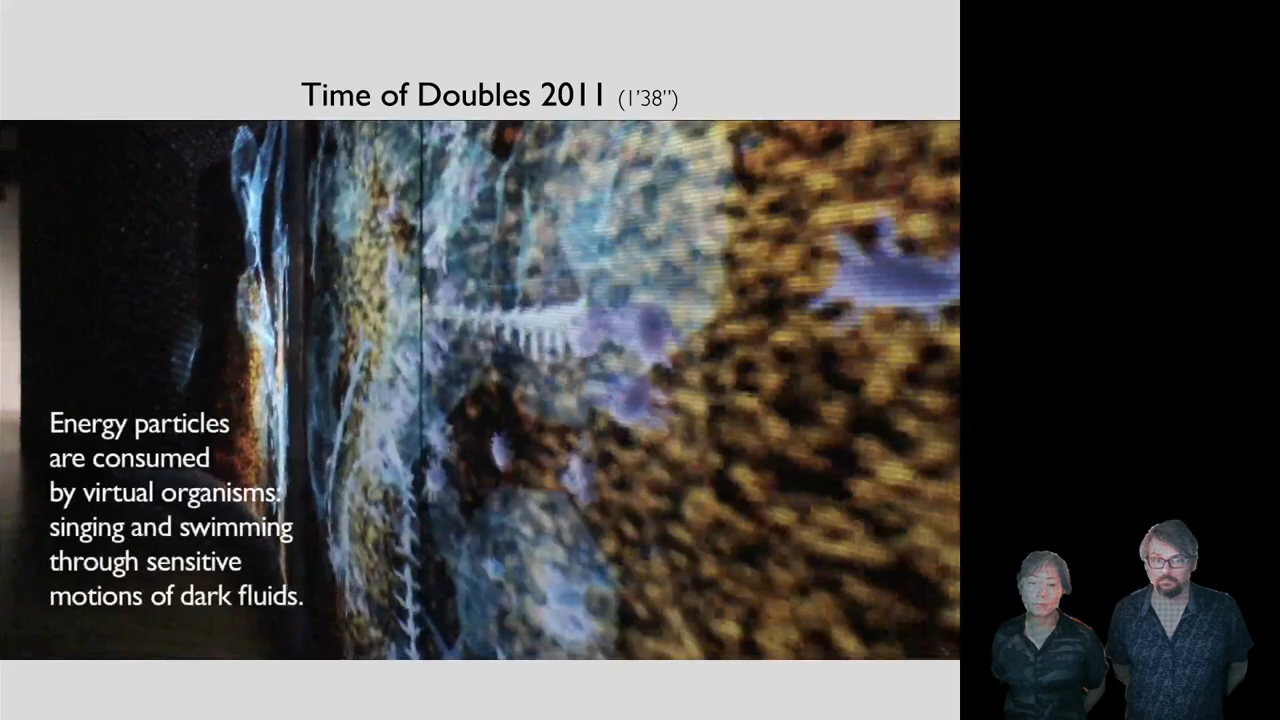 Time of Doubles 2011 (1’38”)
Energy particles
are consumed
by virtual organisms:
singing and swimming
through sensitive
motions of dark fluids.